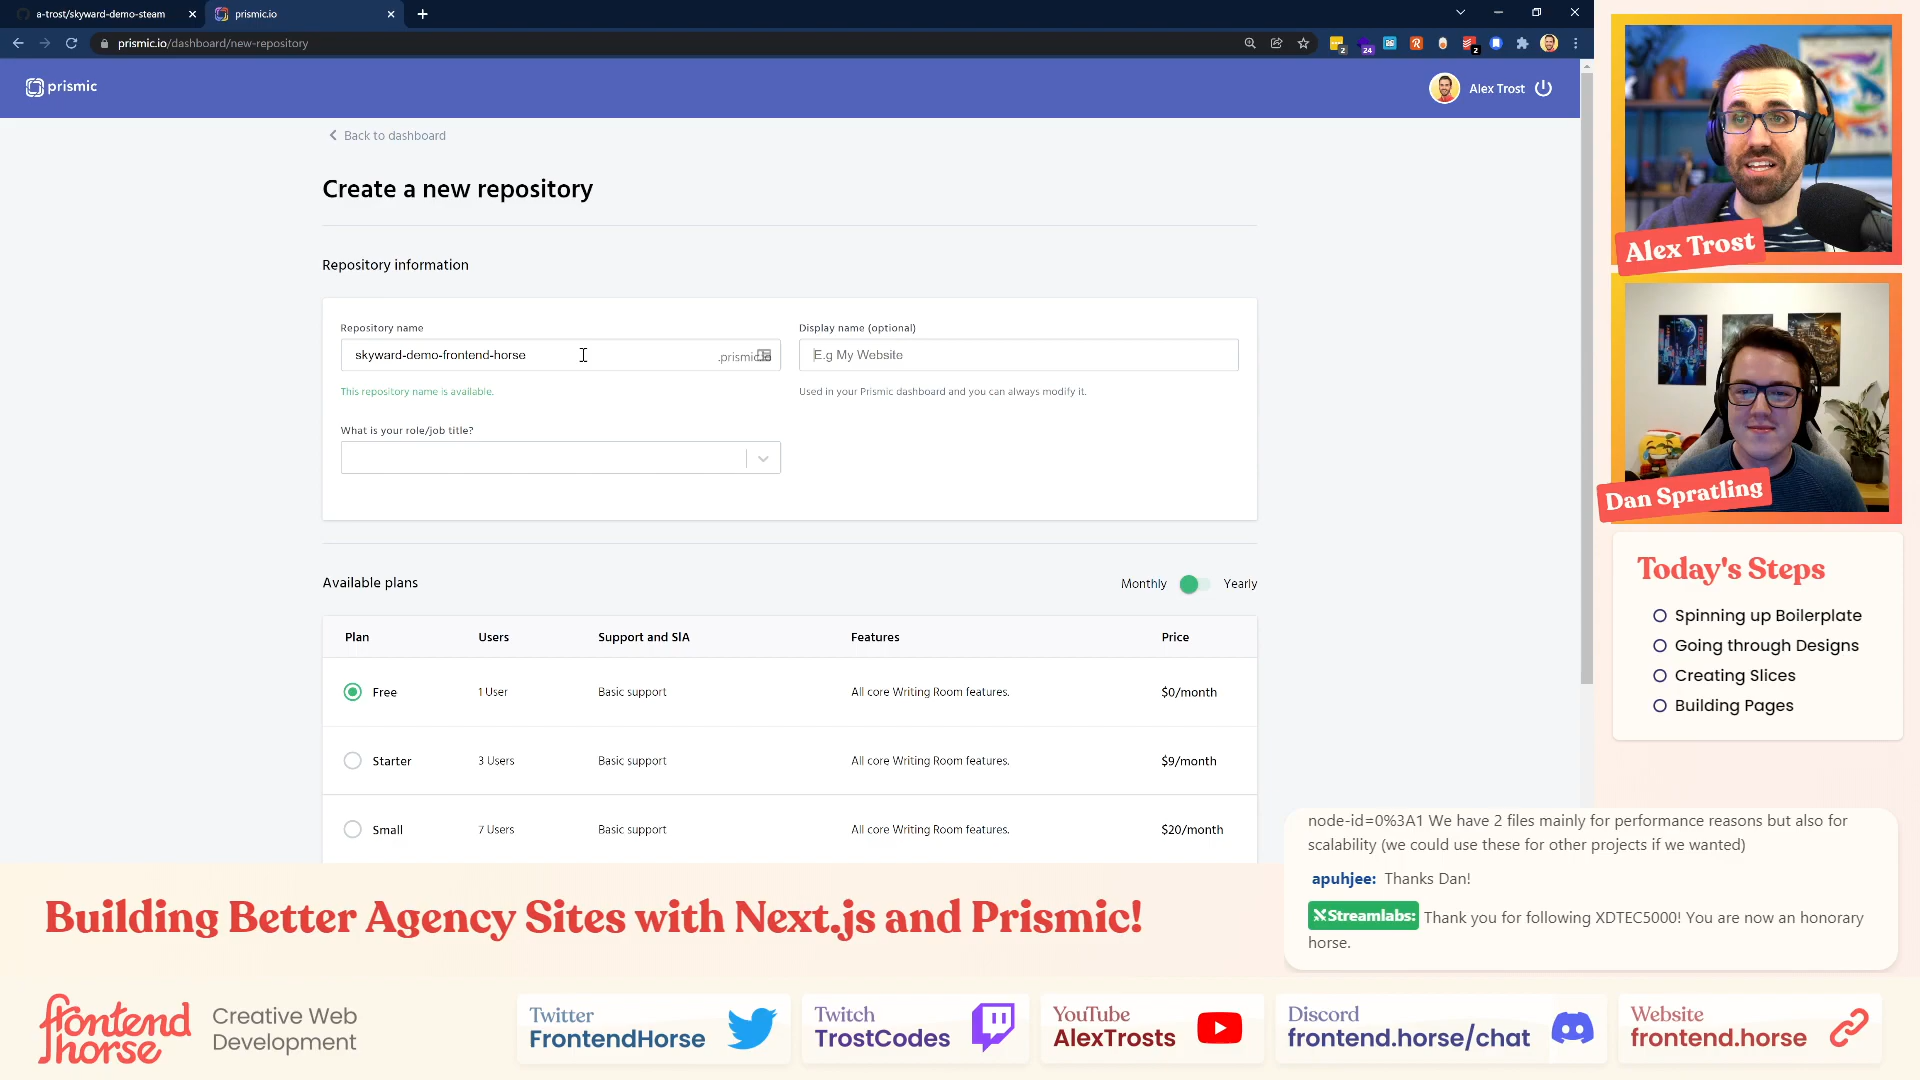 a-trost/skyward-demo-steam
prismic.io
prismic.io/dashboard/new-repository
2
24
2
prismic
Alex Trost
Back to dashboard
Create a new repository
Repository information
Repository name
Display name (optional)
skyward-demo-frontend-horse
.prismic.io
E.g My Website
This repository name is available.
Used in your Prismic dashboard and you can always modify it.
What is your role/job title?
Available plans
Monthly
Yearly
Plan
Users
Support and SlA
Features
Price
Free
1 User
Basic support
All core Writing Room features.
$0/month
Starter
3 Users
Basic support
All core Writing Room features.
$9/month
Small
7 Users
Basic support
All core Writing Room features.
$20/month
Alex Trost
Dan Spratling
Today's Steps
Spinning up Boilerplate
Going through Designs
Creating Slices
Building Pages
node-id=0%3A1 We have 2 files mainly for performance reasons but also for
scalability (we could use these for other projects if we wanted)
apuhjee: Thanks Dan!
Streamlabs: Thank you for following XDTEC5000! You are now an honorary
horse.
Building Better Agency Sites with Next.js and Prismic!
frontend
horse
Creative Web
Development
Twitter
FrontendHorse
Twitch
TrostCodes
YouTube
AlexTrosts
Discord
frontend.horse/chat
Website
frontend.horse